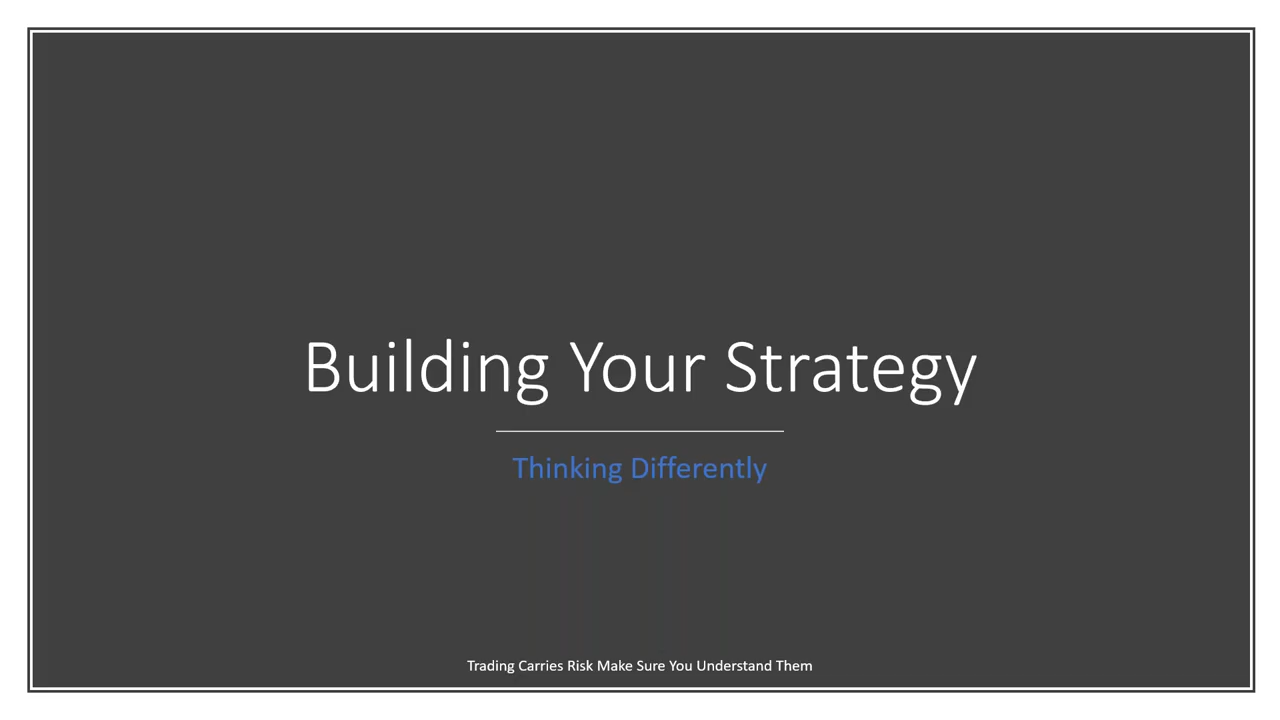 Building Your Strategy
Thinking Differently
Trading Carries Risk Make Sure You Understand Them